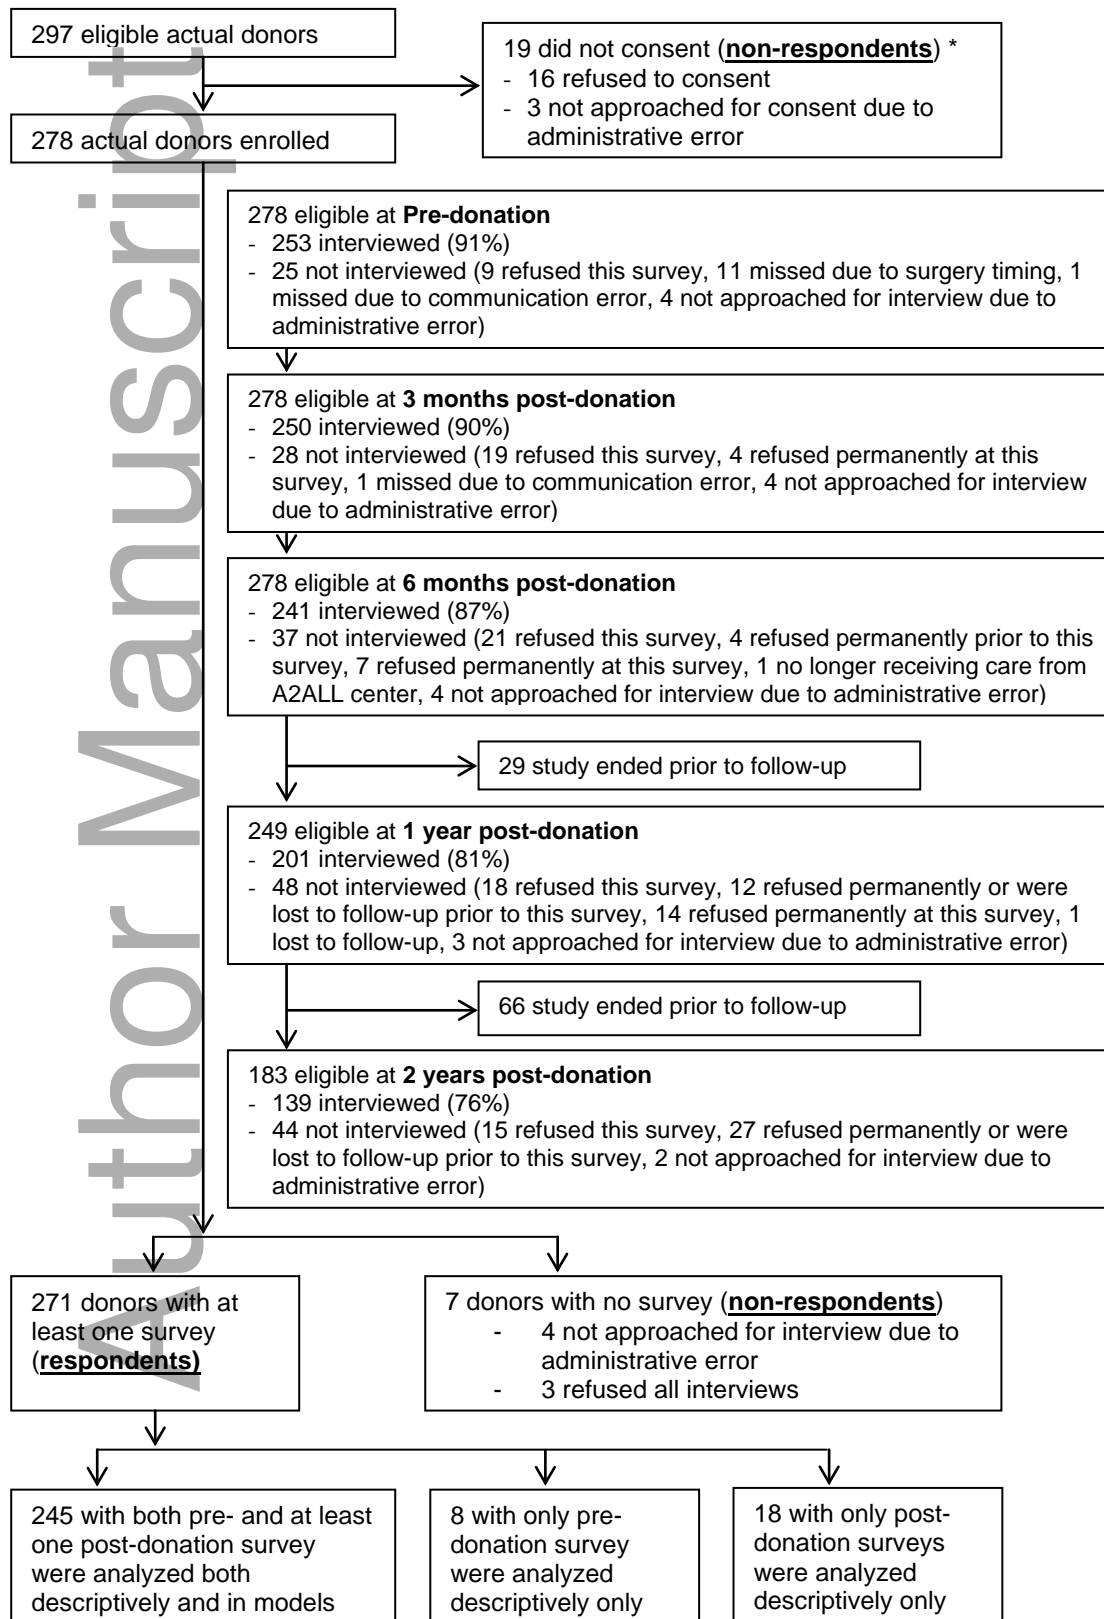 297 eligible actual donors
19 did not consent (non-respondents) *
- 16 refused to consent
- 3 not approached for consent due to
administrative error
278 actual donors enrolled
278 eligible at Pre-donation
- 253 interviewed (91%)
- 25 not interviewed (9 refused this survey, 11 missed due to surgery timing, 1
missed due to communication error, 4 not approached for interview due to
administrative error)
278 eligible at 3 months post-donation
- 250 interviewed (90%)
- 28 not interviewed (19 refused this survey, 4 refused permanently at this
survey, 1 missed due to communication error, 4 not approached for interview
due to administrative error)
278 eligible at 6 months post-donation
- 241 interviewed (87%)
- 37 not interviewed (21 refused this survey, 4 refused permanently prior to this
survey, 7 refused permanently at this survey, 1 no longer receiving care from
A2ALL center, 4 not approached for interview due to administrative error)
29 study ended prior to follow-up
249 eligible at 1 year post-donation
- 201 interviewed (81%)
- 48 not interviewed (18 refused this survey, 12 refused permanently or were
lost to follow-up prior to this survey, 14 refused permanently at this survey, 1
lost to follow-up, 3 not approached for interview due to administrative error)
66 study ended prior to follow-up
183 eligible at 2 years post-donation
- 139 interviewed (76%)
- 44 not interviewed (15 refused this survey, 27 refused permanently or were
lost to follow-up prior to this survey, 2 not approached for interview due to
administrative error)
271 donors with at
least one survey
(respondents)
7 donors with no survey (non-respondents)
- 4 not approached for interview due to
administrative error
- 3 refused all interviews
245 with both pre- and at least
one post-donation survey
were analyzed both
descriptively and in models
8 with only pre-
donation survey
were analyzed
descriptively only
18 with only post-
donation surveys
were analyzed
descriptively only
Author Manuscript